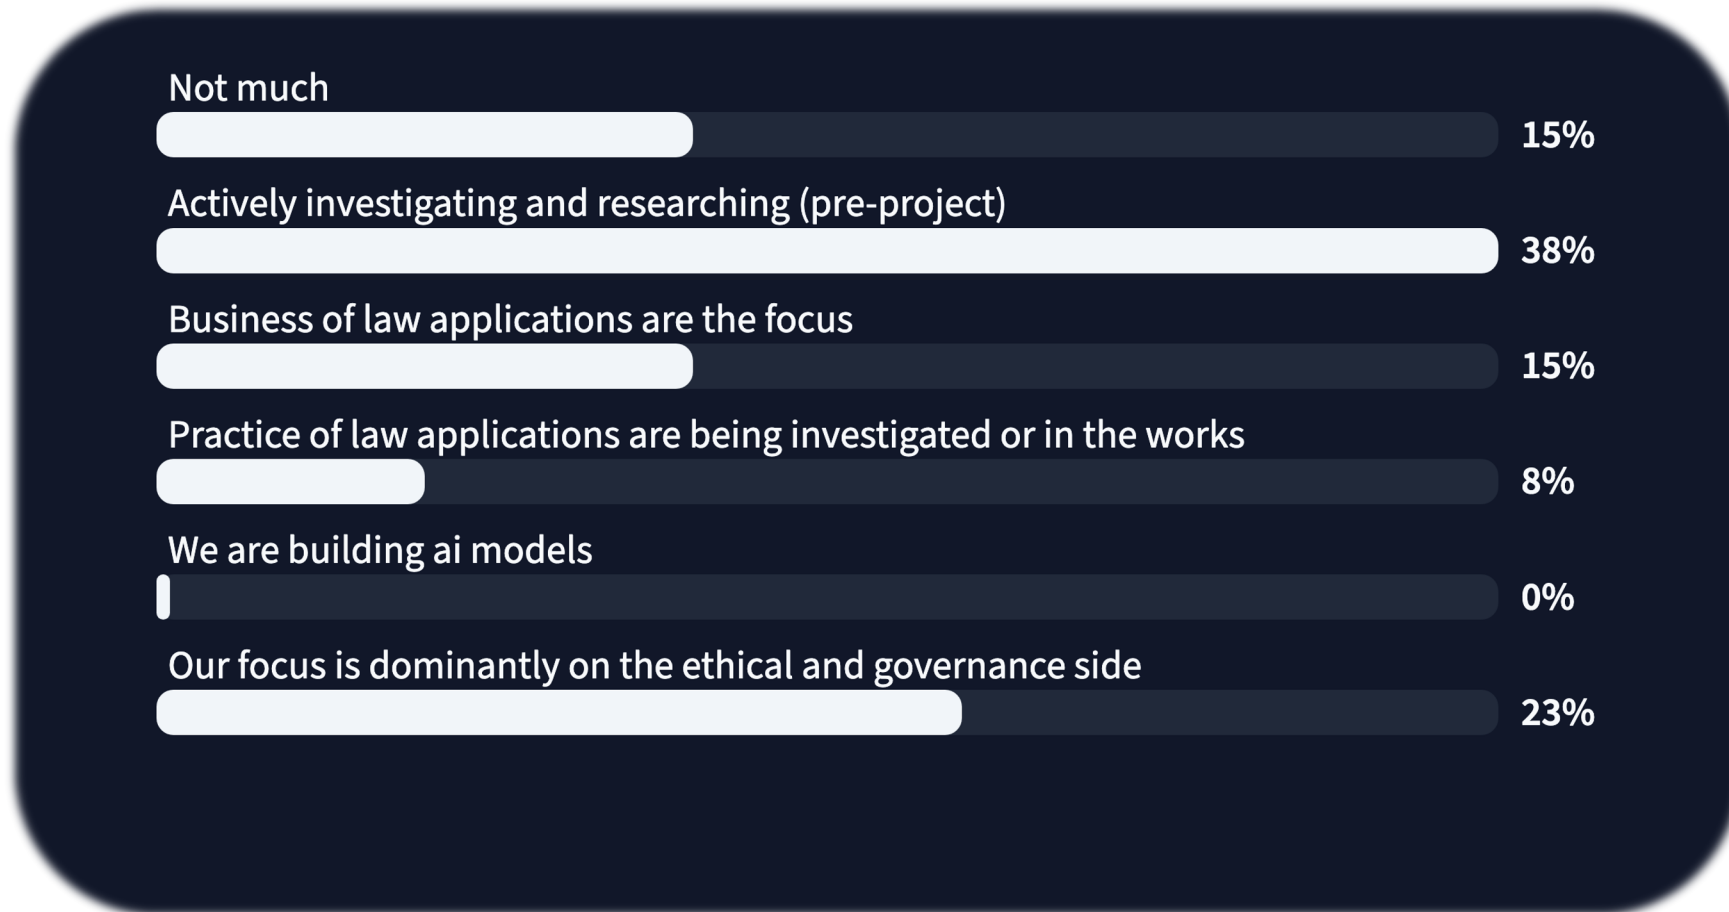 Not much
15%
Actively investigating and researching (pre-project)
38%
Business of law applications are the focus
15%
Practice of law applications are being investigated or in the works
8%
We are building ai models
0%
Our focus is dominantly on the ethical and governance side
23%